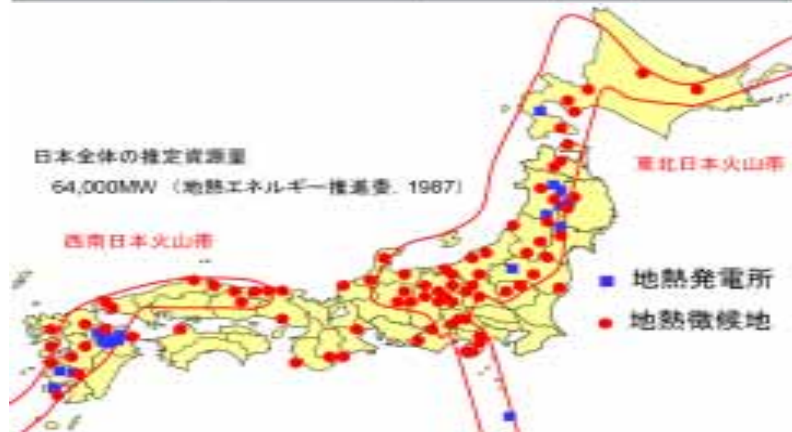 日本全体の推定資源量
64,000MW （地熱エネルギー推進委. 1987）
東北日本火山帯
西南日本火山帯
地熱発電所
地熱徴候地